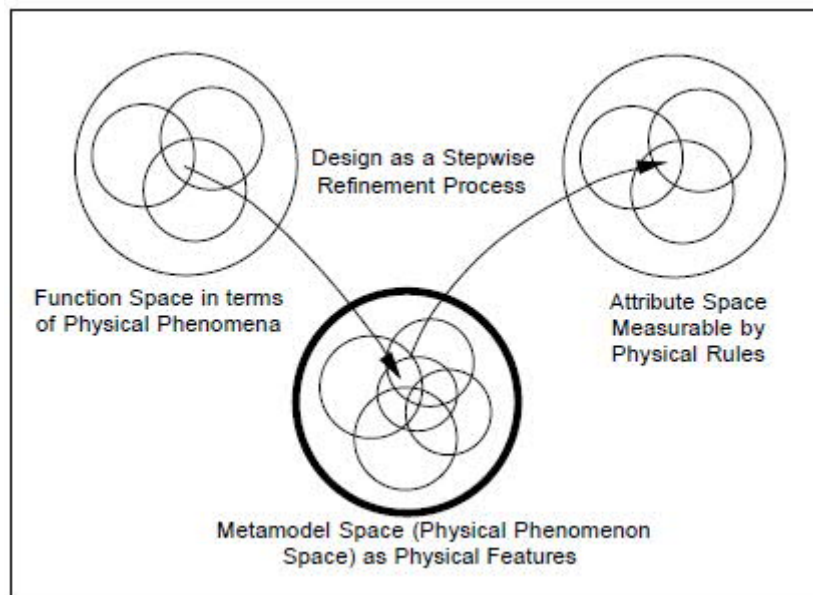 Design as a Stepwise
Refinement Process
Function Space in terms
of Physical Phenomena
Attribute Space
Measurable by
Physical Rules
Metamodel Space (Physical Phenomenon
Space) as Physical Features